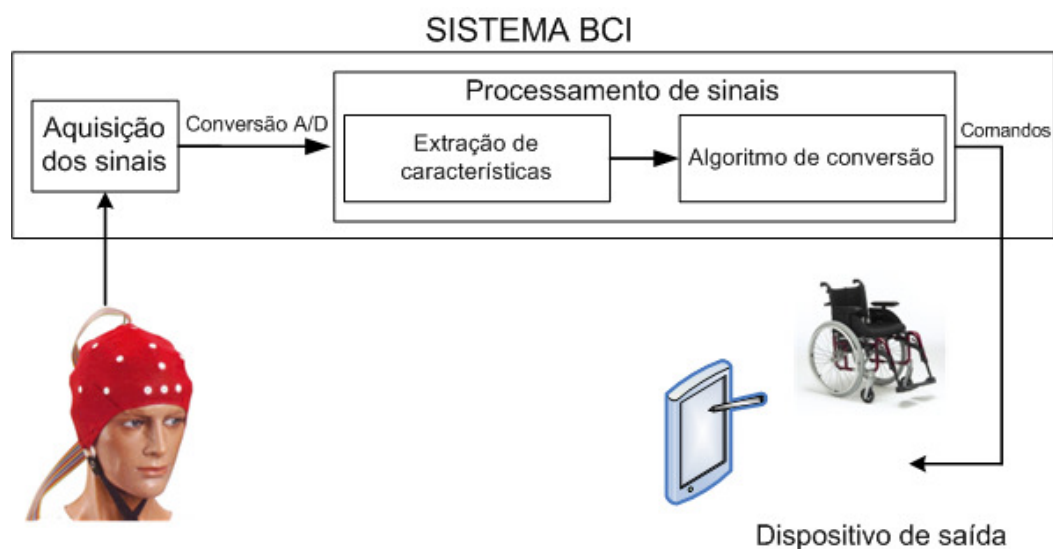 SISTEMA BCI
Processamento de sinais
Aquisição
dos sinais
Conversão A/D
Extração de
características
Algoritmo de conversão
Comandos
Dispositivo de saída